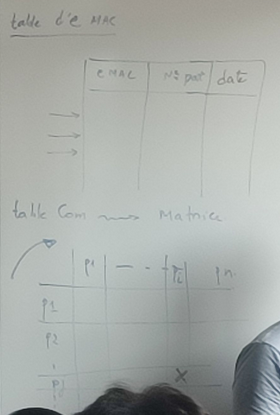 table d'@ MAC
@ MAC N° port date
table Com ⟿ Matrice
p1 — - - pi pn
p1
p2
pj x